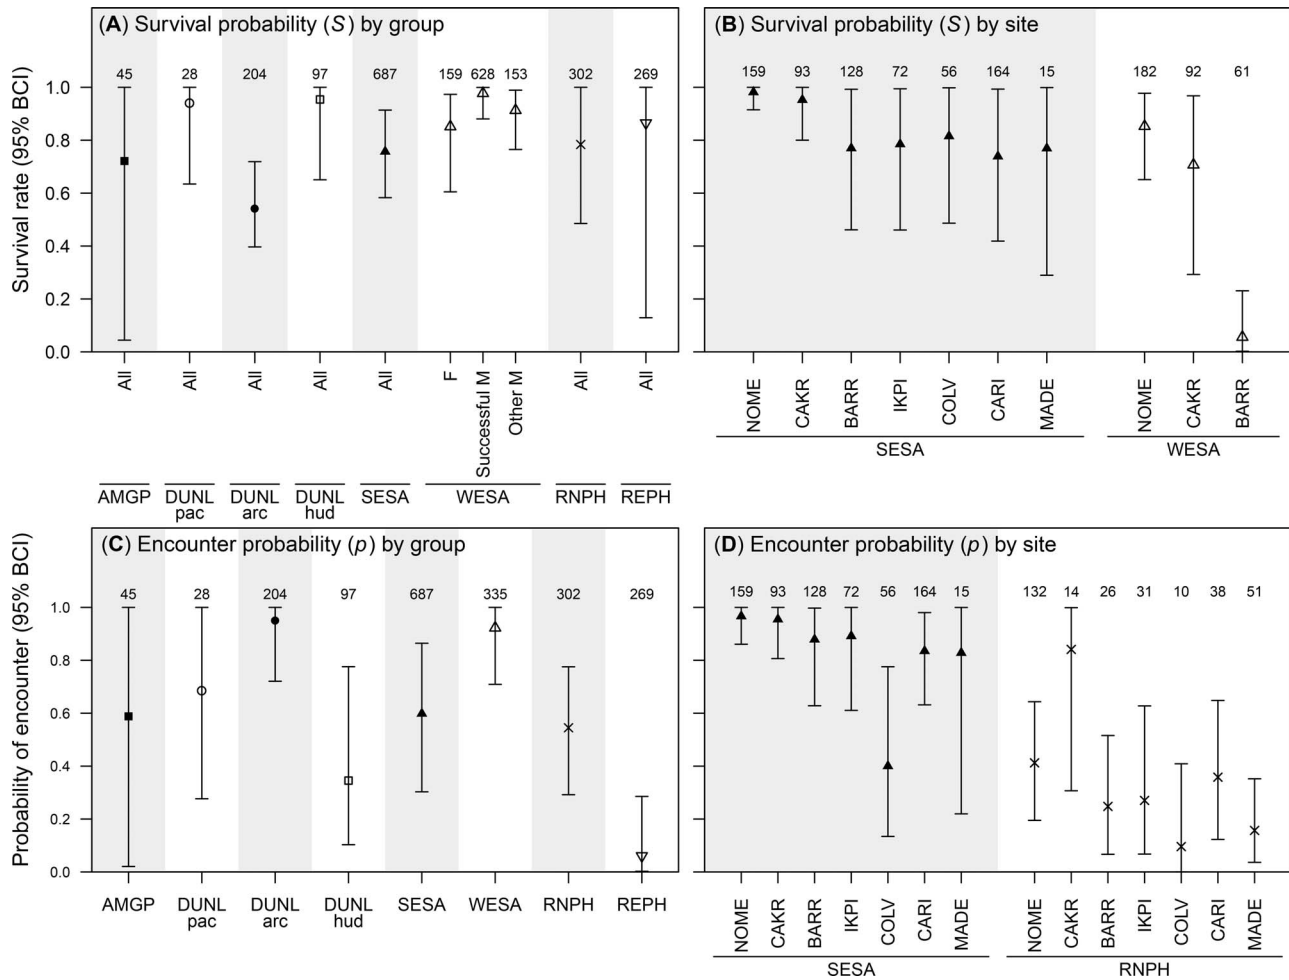 (A) Survival probability (S) by group
45 28 204 97 687 159 628 153 302 269
Survival rate (95% BCI)
1.0
0.8
0.6
0.4
0.2
0.0
All All All All All F Successful M Other M All All
AMGP DUNL pac DUNL arc DUNL hud SESA WESA RNPH REPH
(B) Survival probability (S) by site
159 93 128 72 56 164 15 182 92 61
NOME CAKR BARR IKPI COLV CARI MADE NOME CAKR BARR
SESA WESA
(C) Encounter probability (p) by group
45 28 204 97 687 335 302 269
Probability of encounter (95% BCI)
1.0
0.8
0.6
0.4
0.2
0.0
AMGP DUNL pac DUNL arc DUNL hud SESA WESA RNPH REPH
(D) Encounter probability (p) by site
159 93 128 72 56 164 15 132 14 26 31 10 38 51
NOME CAKR BARR IKPI COLV CARI MADE NOME CAKR BARR IKPI COLV CARI MADE
SESA RNPH